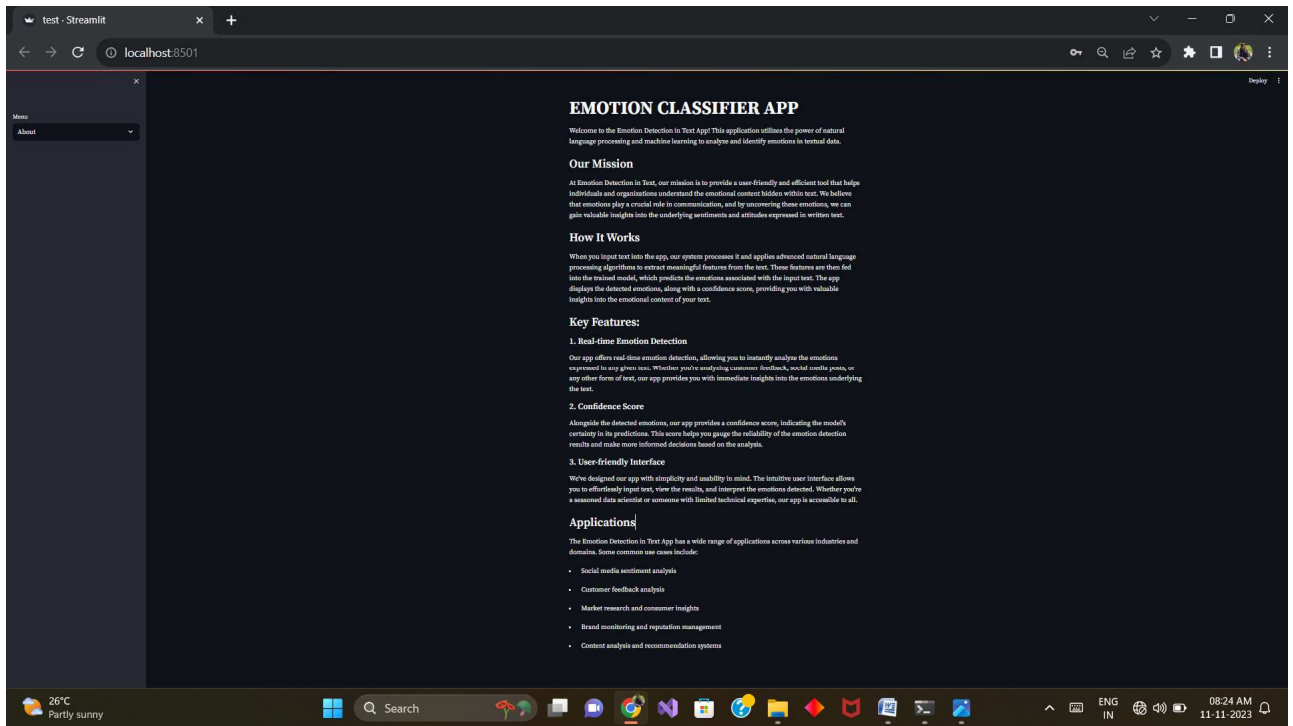 test · Streamlit
localhost:8501
Deploy
Menu
About
EMOTION CLASSIFIER APP
Welcome to the Emotion Detection in Text App! This application utilizes the power of natural
language processing and machine learning to analyze and identify emotions in textual data.
Our Mission
At Emotion Detection in Text, our mission is to provide a user-friendly and efficient tool that helps
individuals and organizations understand the emotional content hidden within text. We believe
that emotions play a crucial role in communication, and by uncovering these emotions, we can
gain valuable insights into the underlying sentiments and attitudes expressed in written text.
How It Works
When you input text into the app, our system processes it and applies advanced natural language
processing algorithms to extract meaningful features from the text. These features are then fed
into the trained model, which predicts the emotions associated with the input text. The app
displays the detected emotions, along with a confidence score, providing you with valuable
insights into the emotional content of your text.
Key Features:
1. Real-time Emotion Detection
Our app offers real-time emotion detection, allowing you to instantly analyze the emotions
expressed in any given text. Whether you're analyzing customer feedback, social media posts, or
any other form of text, our app provides you with immediate insights into the emotions underlying
the text.
2. Confidence Score
Alongside the detected emotions, our app provides a confidence score, indicating the model's
certainty in its predictions. This score helps you gauge the reliability of the emotion detection
results and make more informed decisions based on the analysis.
3. User-friendly Interface
We've designed our app with simplicity and usability in mind. The intuitive user interface allows
you to effortlessly input text, view the results, and interpret the emotions detected. Whether you're
a seasoned data scientist or someone with limited technical expertise, our app is accessible to all.
Applications
The Emotion Detection in Text App has a wide range of applications across various industries and
domains. Some common use cases include:
• Social media sentiment analysis
• Customer feedback analysis
• Market research and consumer insights
• Brand monitoring and reputation management
• Content analysis and recommendation systems
26°C
Partly sunny
Search
ENG
IN
08:24 AM
11-11-2023